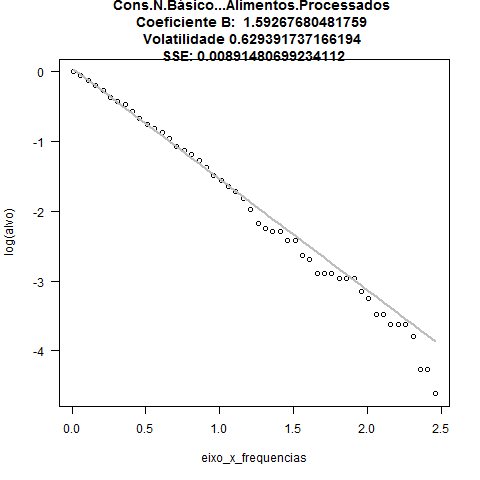 Cons.N.Básico...Alimentos.Processados
Coeficiente B:  1.59267680481759
Volatilidade 0.629391737166194
SSE: 0.00891480699234112
0
-1
-2
-3
-4
log(alvo)
0.0 0.5 1.0 1.5 2.0 2.5
eixo_x_frequencias